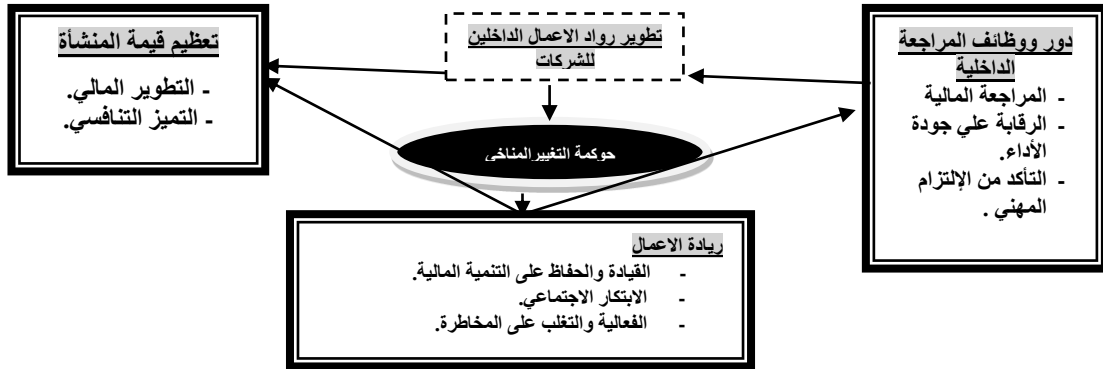 دور ووظائف المراجعة
الداخلية
- المراجعة المالية
- الرقابة علي جودة
الأداء.
- التأكد من الإلتزام
المهني .
تطوير رواد الاعمال الداخلين
للشركات
تعظيم قيمة المنشأة
- التطوير المالي.
- التميز التنافسي.
حوكمة التغييرالمناخى
ريادة الاعمال
- القيادة والحفاظ على التنمية المالية.
- الابتكار الاجتماعي.
- الفعالية والتغلب على المخاطرة.